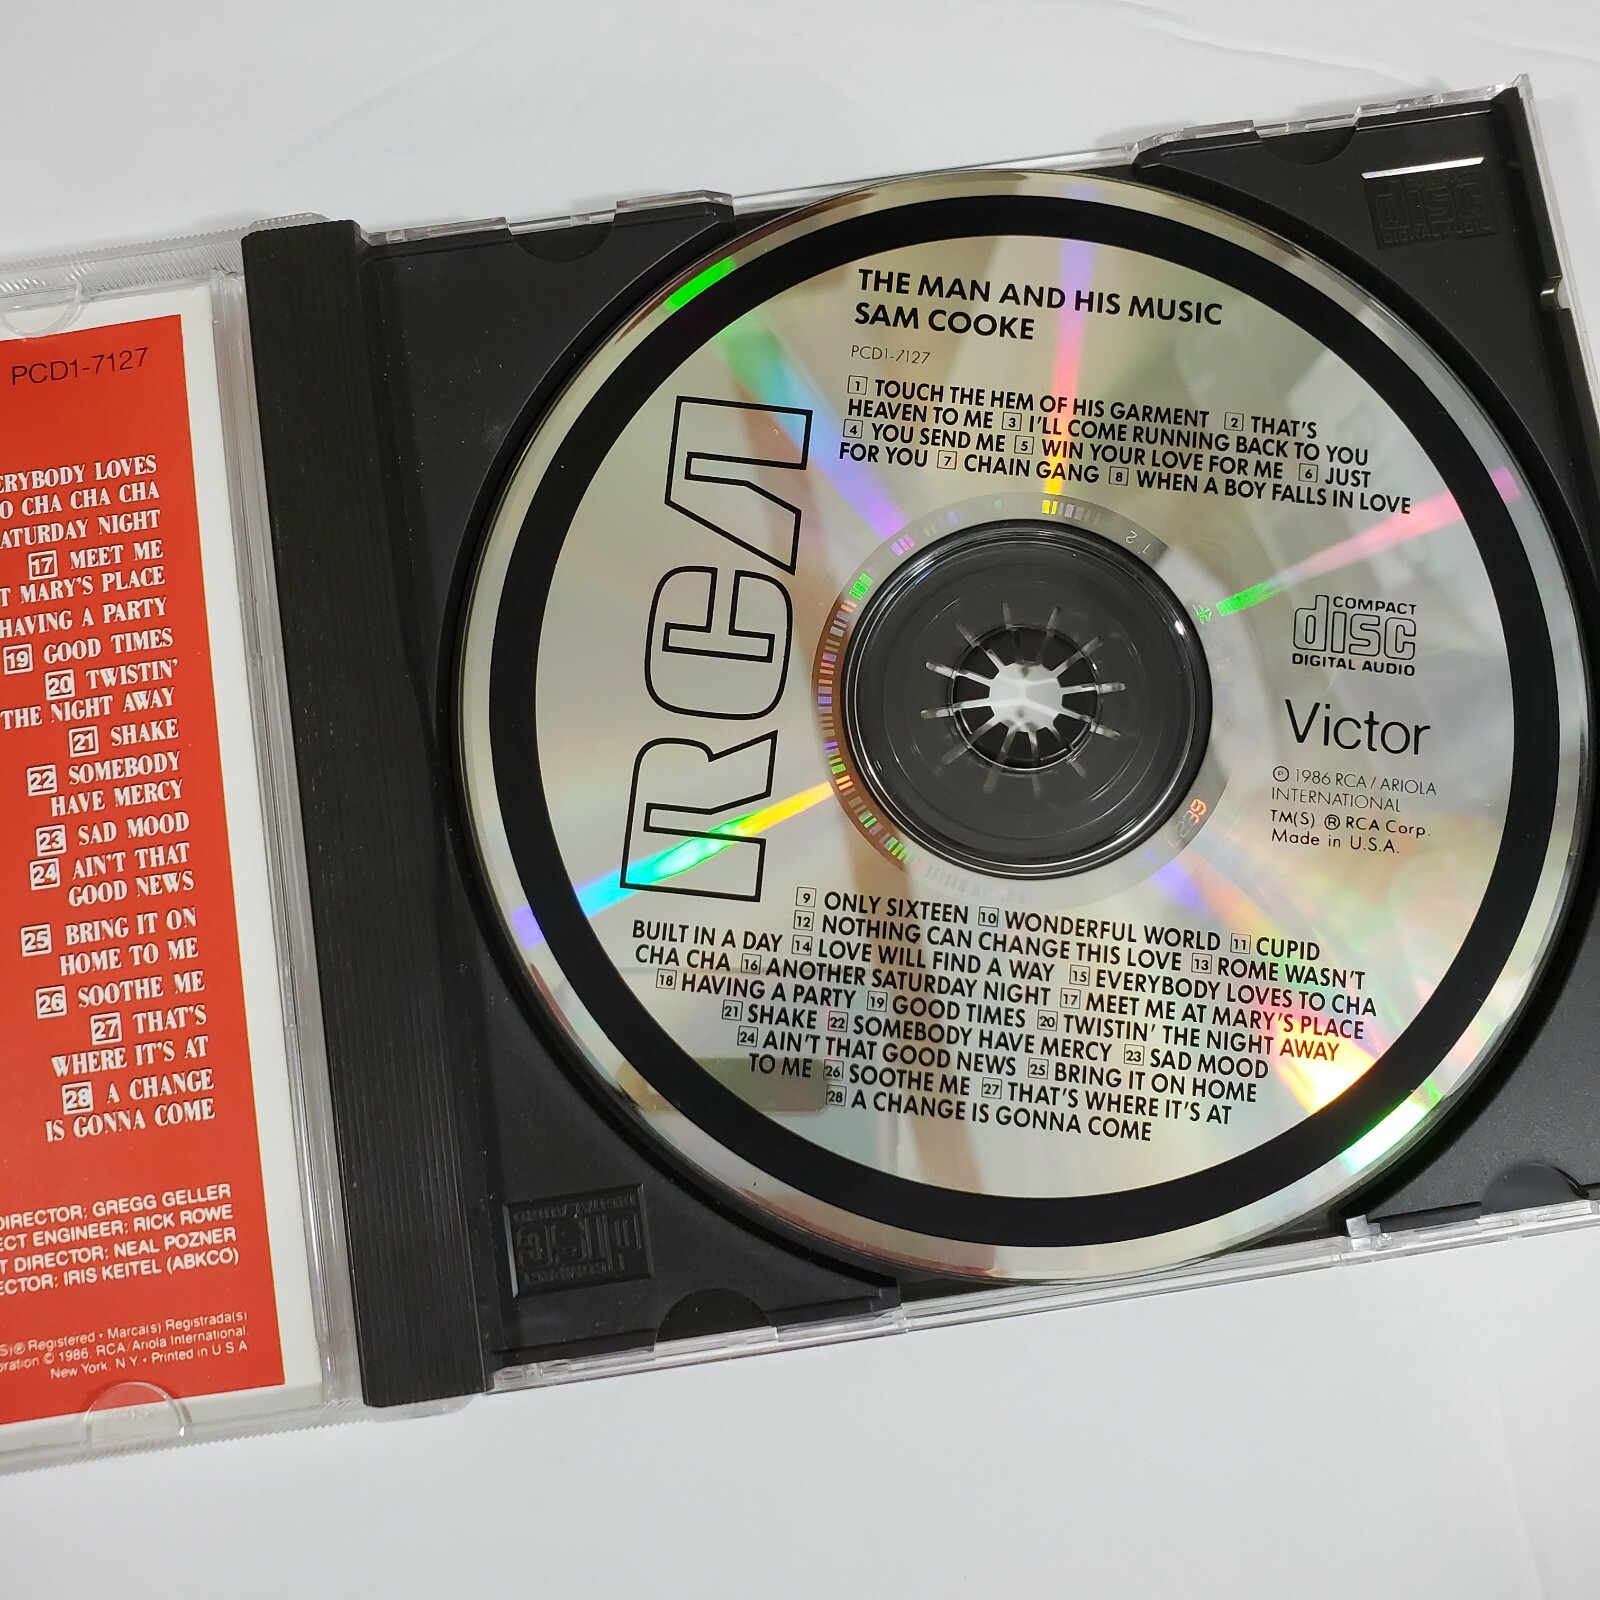 PCD1-7127
ERYBODY LOVES
O CHA CHA CHA
ATURDAY NIGHT
17 MEET ME
T MARY'S PLACE
HAVING A PARTY
19 GOOD TIMES
20 TWISTIN'
THE NIGHT AWAY
21 SHAKE
22 SOMEBODY
HAVE MERCY
23 SAD MOOD
24 AIN'T THAT
GOOD NEWS
25 BRING IT ON
HOME TO ME
26 SOOTHE ME
27 THAT'S
WHERE IT'S AT
28 A CHANGE
IS GONNA COME
DIRECTOR: GREGG GELLER
ECT ENGINEER: RICK ROWE
T DIRECTOR: NEAL POZNER
ECTOR: IRIS KEITEL (ABKCO)
S)® Registered • Marca(s) Registrada(s)
oration © 1986, RCA/Ariola International,
New York, N.Y • Printed in U S A
THE MAN AND HIS MUSIC
SAM COOKE
PCD1-7127
1 TOUCH THE HEM OF HIS GARMENT 2 THAT'S
HEAVEN TO ME 3 I'LL COME RUNNING BACK TO YOU
4 YOU SEND ME 5 WIN YOUR LOVE FOR ME 6 JUST
FOR YOU 7 CHAIN GANG 8 WHEN A BOY FALLS IN LOVE
RCA
COMPACT
disc
DIGITAL AUDIO
Victor
℗ 1986 RCA/ARIOLA
INTERNATIONAL
TM(S) ® RCA Corp.
Made in U.S.A.
9 ONLY SIXTEEN 10 WONDERFUL WORLD 11 CUPID
12 NOTHING CAN CHANGE THIS LOVE 13 ROME WASN'T
BUILT IN A DAY 14 LOVE WILL FIND A WAY 15 EVERYBODY LOVES TO CHA
CHA CHA 16 ANOTHER SATURDAY NIGHT 17 MEET ME AT MARY'S PLACE
18 HAVING A PARTY 19 GOOD TIMES 20 TWISTIN' THE NIGHT AWAY
21 SHAKE 22 SOMEBODY HAVE MERCY 23 SAD MOOD
24 AIN'T THAT GOOD NEWS 25 BRING IT ON HOME
TO ME 26 SOOTHE ME 27 THAT'S WHERE IT'S AT
28 A CHANGE IS GONNA COME
disc
DIGITAL AUDIO
COMPACT
disc
DIGITAL AUDIO